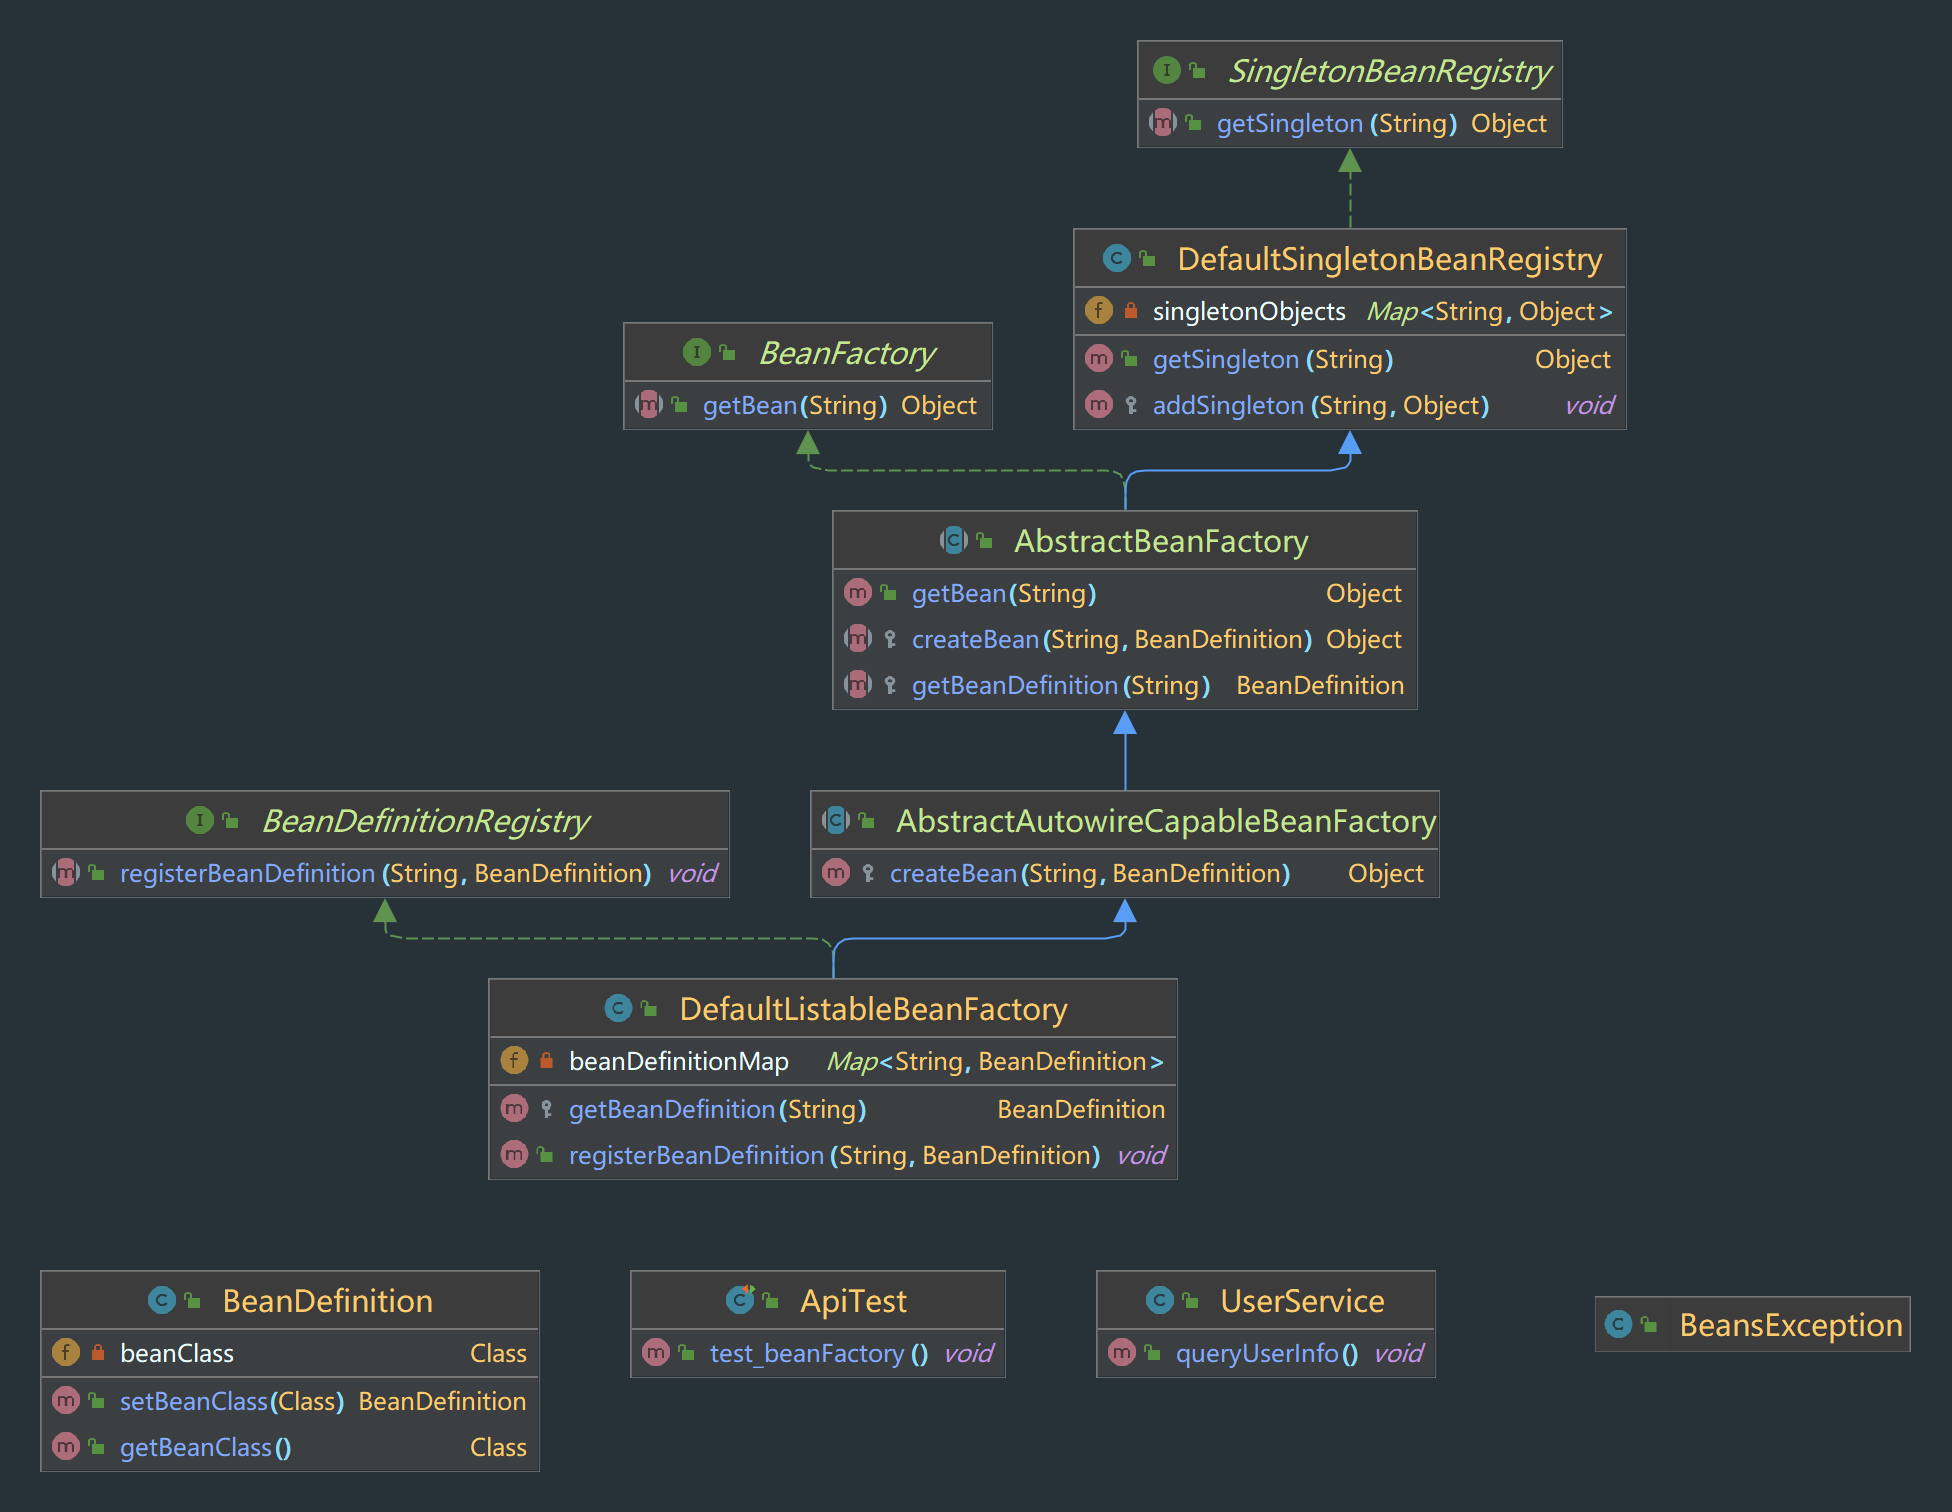 SingletonBeanRegistry
getSingleton(String) Object
DefaultSingletonBeanRegistry
singletonObjects Map<String, Object>
getSingleton(String) Object
addSingleton(String, Object) void
BeanFactory
getBean(String) Object
AbstractBeanFactory
getBean(String) Object
createBean(String, BeanDefinition) Object
getBeanDefinition(String) BeanDefinition
BeanDefinitionRegistry
registerBeanDefinition(String, BeanDefinition) void
AbstractAutowireCapableBeanFactory
createBean(String, BeanDefinition) Object
DefaultListableBeanFactory
beanDefinitionMap Map<String, BeanDefinition>
getBeanDefinition(String) BeanDefinition
registerBeanDefinition(String, BeanDefinition) void
BeanDefinition
beanClass Class
setBeanClass(Class) BeanDefinition
getBeanClass() Class
ApiTest
test_beanFactory() void
UserService
queryUserInfo() void
BeansException